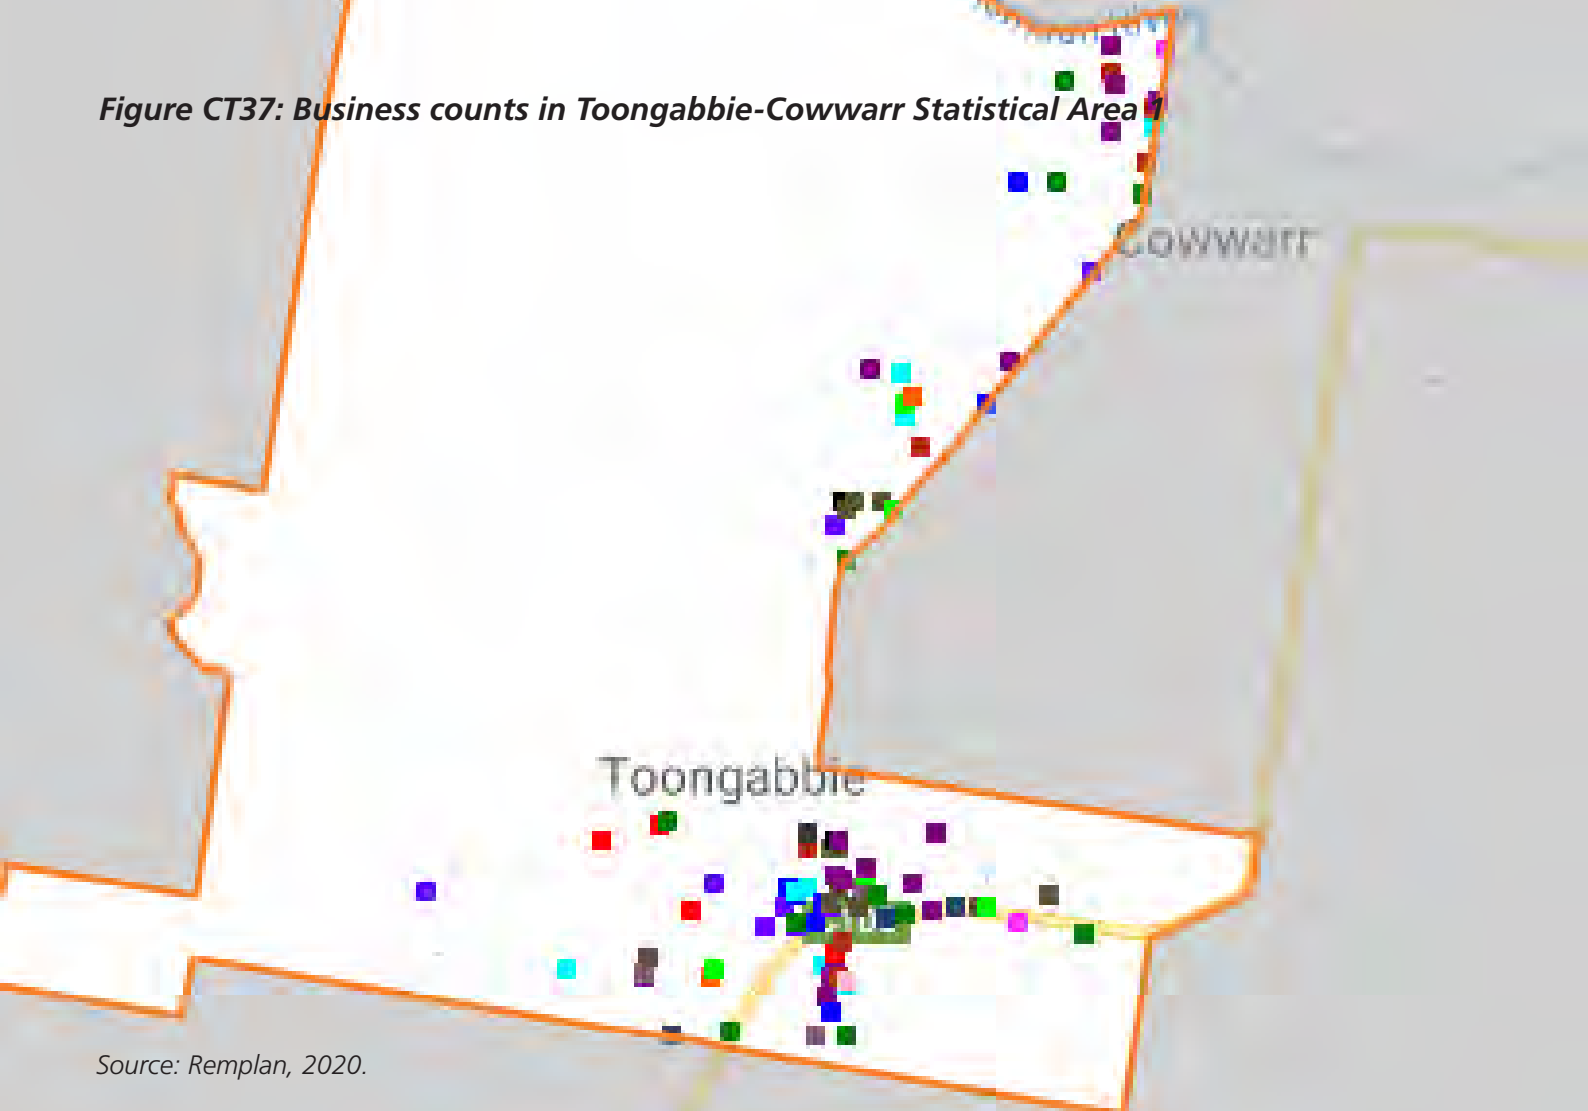 Figure CT37: Business counts in Toongabbie-Cowwarr Statistical Area 1
Cowwarr
Toongabbie
Source: Remplan, 2020.